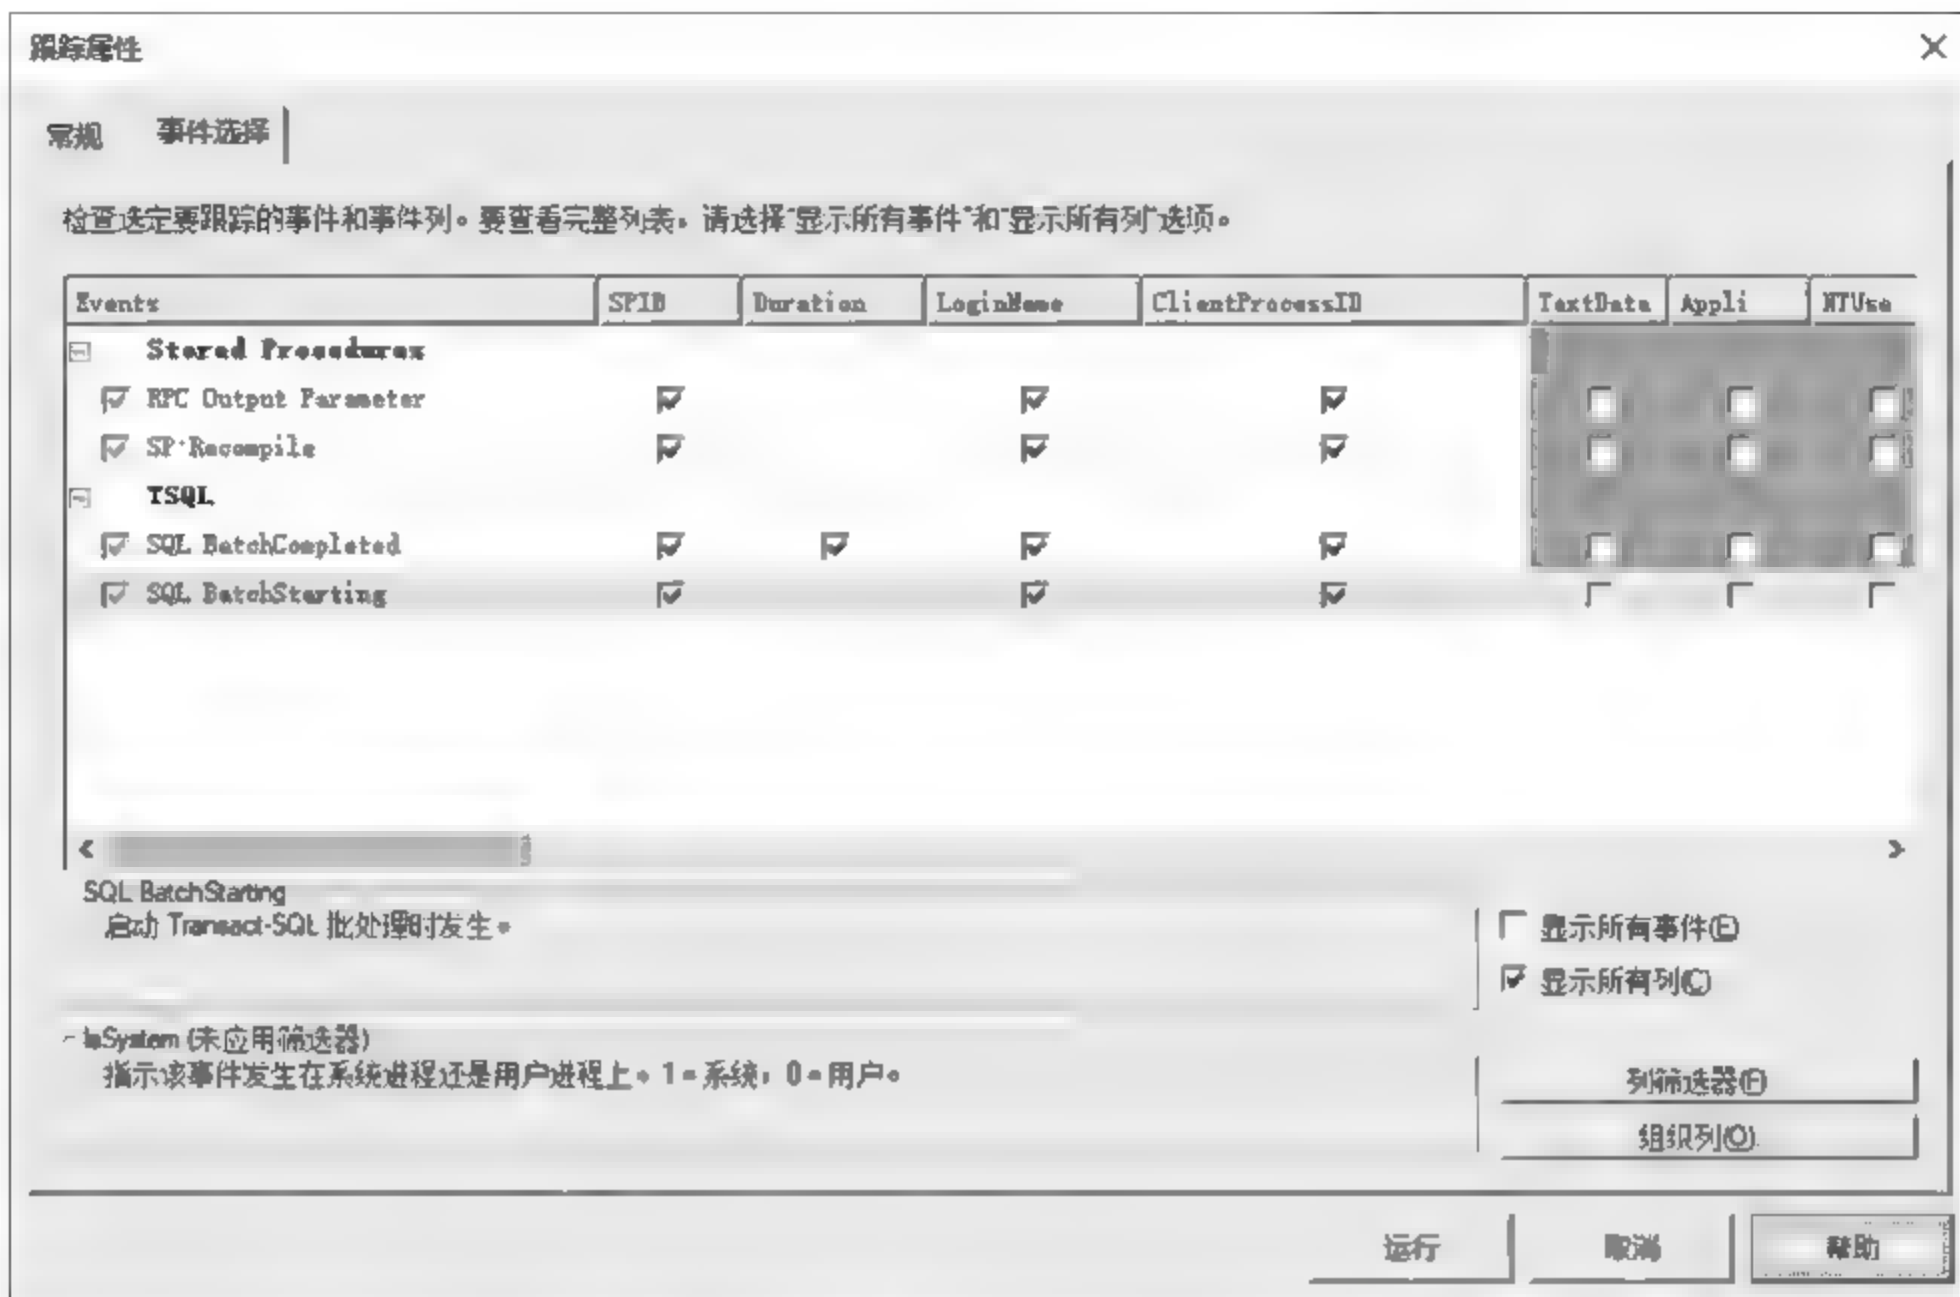 跟踪属性
常规 事件选择
检查选定要跟踪的事件和事件列。要查看完整列表，请选择"显示所有事件"和"显示所有列"选项。
Events SPID Duration LoginName ClientProcessID TextData Appli NTUse
Stored Procedures
RPC Output Parameter
SP:Recompile
TSQL
SQL BatchCompleted
SQL BatchStarting
SQL BatchStarting
启动 Transact-SQL 批处理时发生。
显示所有事件(E)
显示所有列(C)
IsSystem (未应用筛选器)
指示该事件发生在系统进程还是用户进程上。1=系统，0=用户。
列筛选器(F)
组织列(O)
运行 取消 帮助